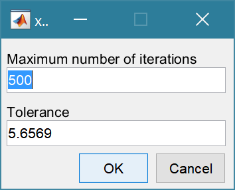 x..
Maximum number of iterations
500
Tolerance
5.6569
OK
Cancel